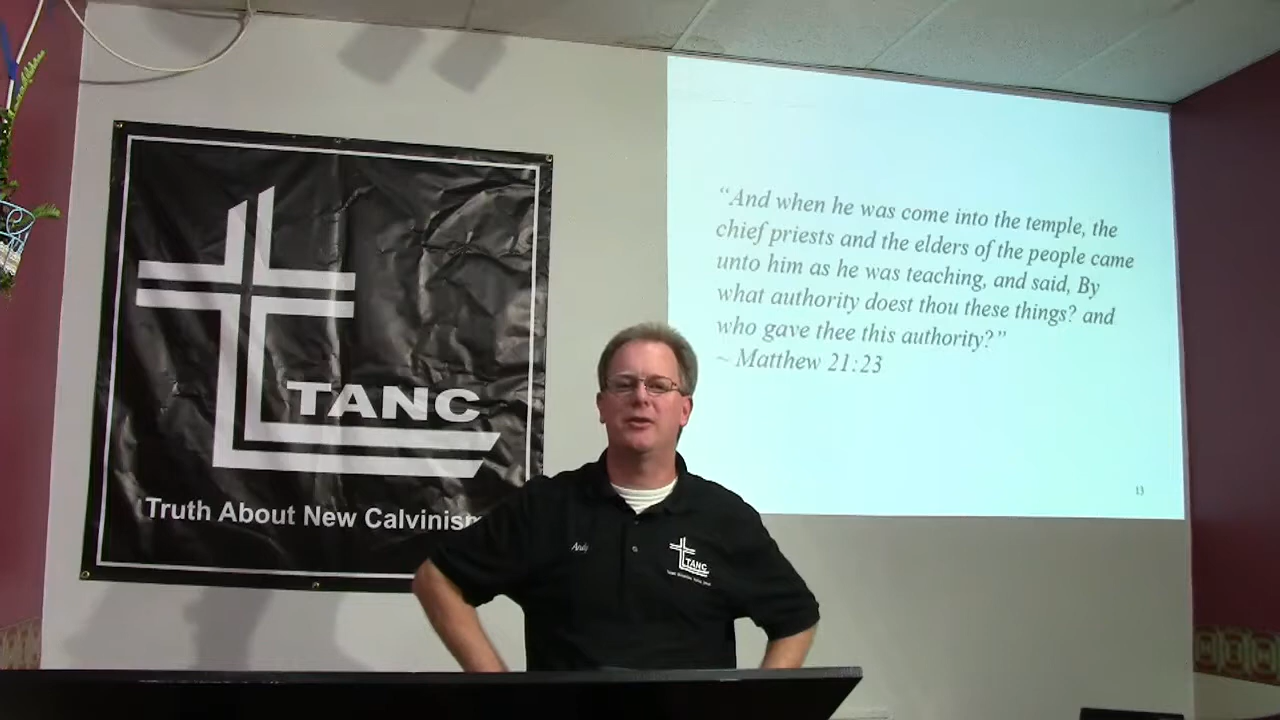 TANC
Truth About New Calvinism
“And when he was come into the temple, the
chief priests and the elders of the people came
unto him as he was teaching, and said, By
what authority doest thou these things? and
who gave thee this authority?”
~ Matthew 21:23
13
Andy
TANC